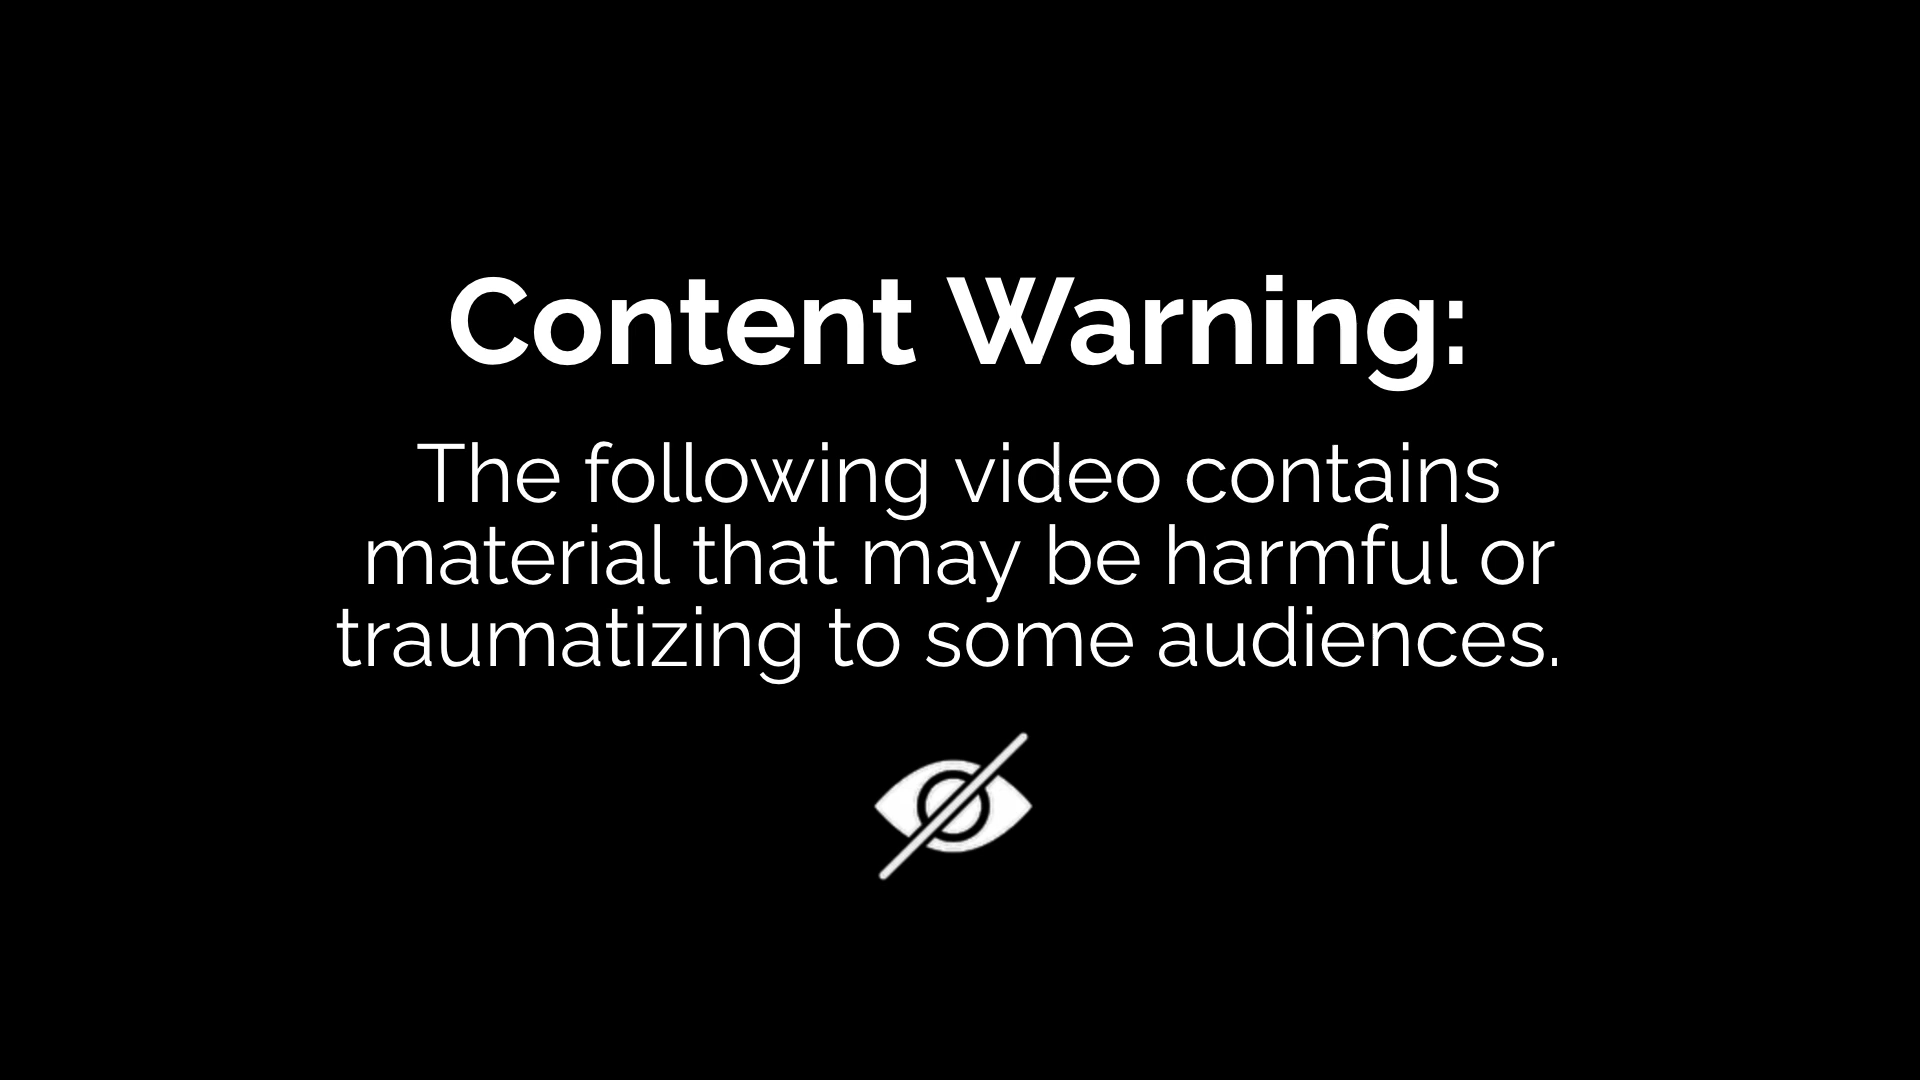 Content Warning:
The following video contains
material that may be harmful or
traumatizing to some audiences.